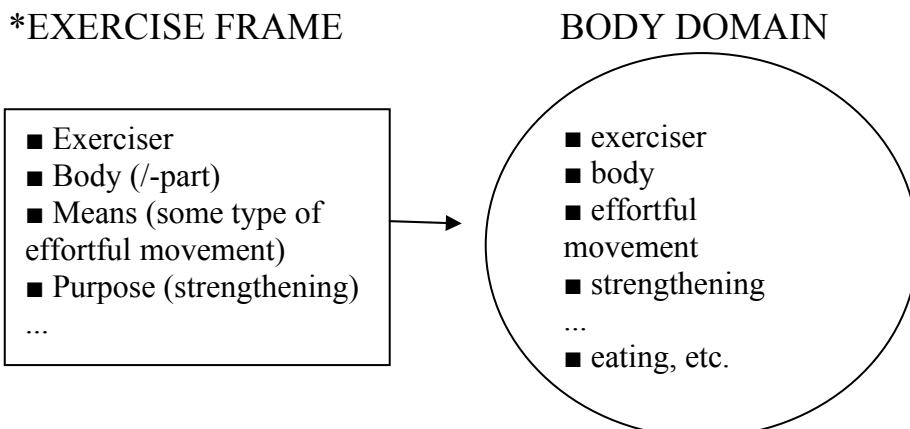 *EXERCISE FRAME
BODY DOMAIN
■ Exerciser
■ Body (/-part)
■ Means (some type of
effortful movement)
■ Purpose (strengthening)
...
■ exerciser
■ body
■ effortful
movement
■ strengthening
...
■ eating, etc.